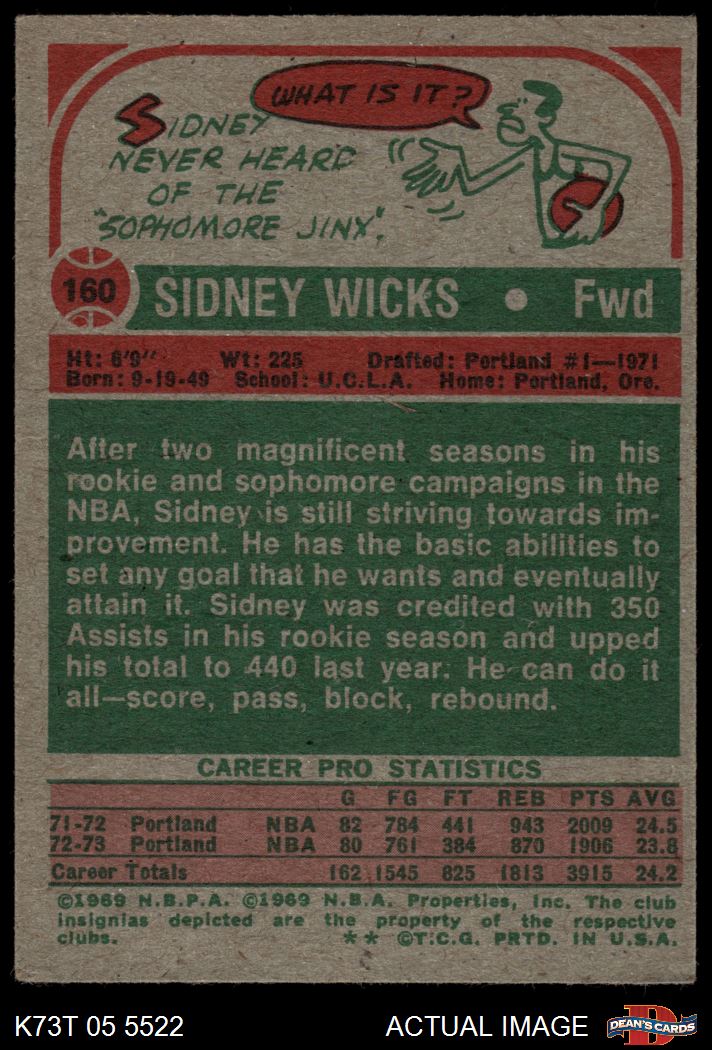 WHAT IS IT?
SIDNEY
NEVER HEARD
OF THE
"SOPHOMORE JINX".
160 SIDNEY WICKS • Fwd
Ht: 6'9" Wt: 225 Drafted: Portland #1—1971
Born: 9-19-49 School: U.C.L.A. Home: Portland, Ore.
After two magnificent seasons in his
rookie and sophomore campaigns in the
NBA, Sidney is still striving towards im-
provement. He has the basic abilities to
set any goal that he wants and eventually
attain it. Sidney was credited with 350
Assists in his rookie season and upped
his total to 440 last year. He can do it
all—score, pass, block, rebound.
CAREER PRO STATISTICS
G FG FT REB PTS AVG
71-72 Portland NBA 82 784 441 943 2009 24.5
72-73 Portland NBA 80 761 384 870 1906 23.8
Career Totals 162 1545 825 1813 3915 24.2
©1969 N.B.P.A. ©1969 N.B.A. Properties, Inc. The club
insignias depicted are the property of the respective
clubs. ** ©T.C.G. PRTD. IN U.S.A.
K73T 05 5522 ACTUAL IMAGE
DEAN'S CARDS